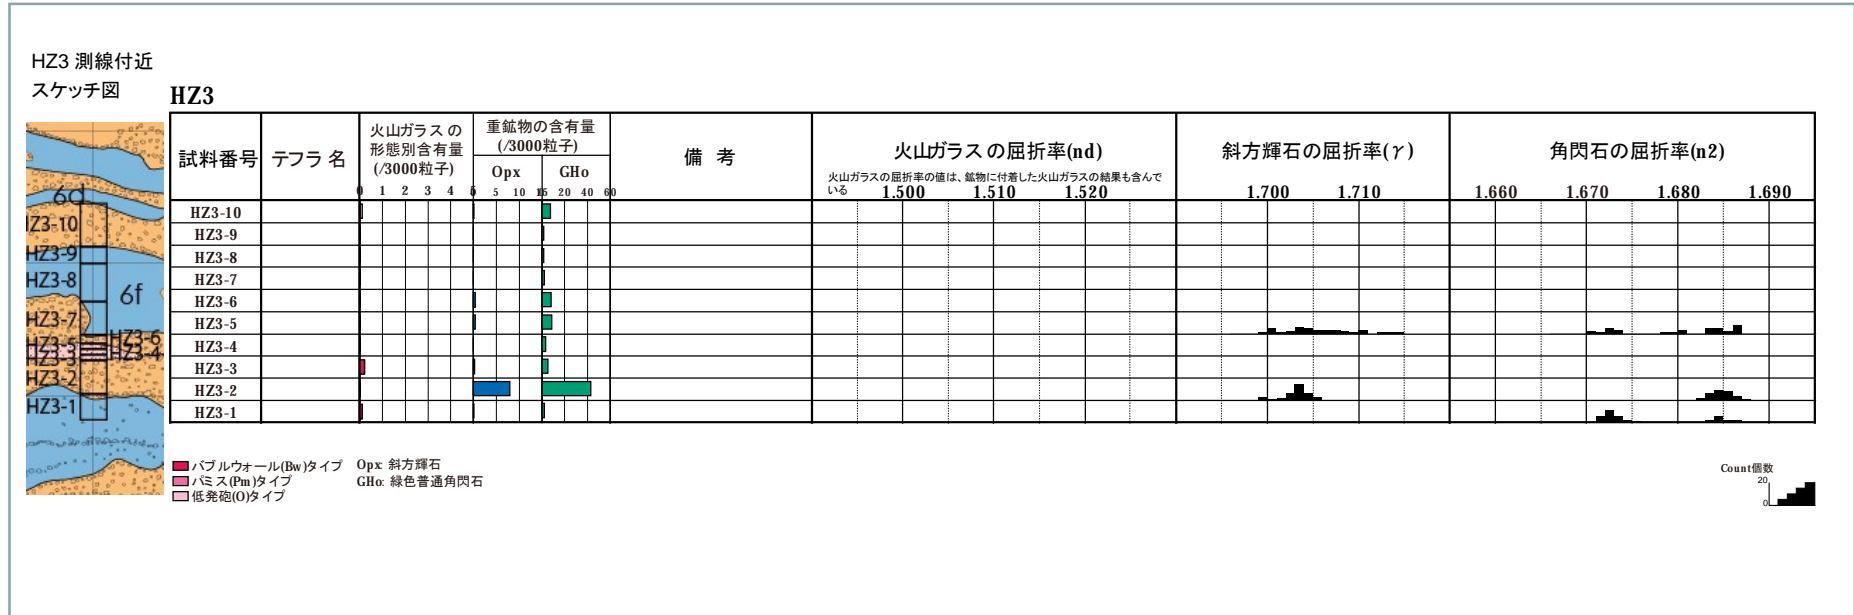 HZ3 測線付近
スケッチ図
HZ3
試料番号
テフラ 名
火山ガラス の
形態別含有量
(/3000粒子)
0 1 2 3 4 5
重鉱物の含有量
(/3000粒子)
Opx
GHo
5 10 15 20 40 60
備 考
火山ガラス の屈折率(nd)
火山ガラスの屈折率の値は、鉱物に付着した火山ガラスの結果も含んで
いる
1.500 1.510 1.520
斜方輝石の屈折率(γ)
1.700 1.710
角閃石の屈折率(n2)
1.660 1.670 1.680 1.690
HZ3-10
HZ3-9
HZ3-8
HZ3-7
HZ3-6
HZ3-5
HZ3-4
HZ3-3
HZ3-2
HZ3-1
6d
HZ3-10
HZ3-9
HZ3-8
6f
HZ3-7
HZ3-6
HZ3-5
HZ3-4
HZ3-3
HZ3-2
HZ3-1
バブルウォール(Bw)タイプ Opx: 斜方輝石
パミス(Pm)タイプ GHo: 緑色普通角閃石
低発砲(O)タイプ
Count個数
20
0